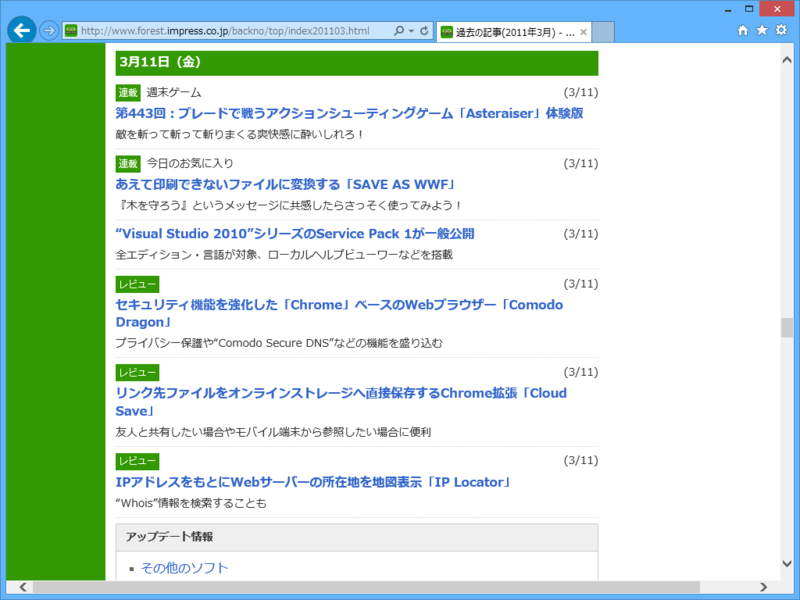 http://www.forest.impress.co.jp/backno/top/index201103.html
過去の記事(2011年3月) - ...
3月11日（金）
連載 週末ゲーム (3/11)
第443回：ブレードで戦うアクションシューティングゲーム「Asteraiser」体験版
敵を斬って斬って斬りまくる爽快感に酔いしれろ！
連載 今日のお気に入り (3/11)
あえて印刷できないファイルに変換する「SAVE AS WWF」
『木を守ろう』というメッセージに共感したらさっそく使ってみよう！
“Visual Studio 2010”シリーズのService Pack 1が一般公開 (3/11)
全エディション・言語が対象、ローカルヘルプビューワーなどを搭載
レビュー (3/11)
セキュリティ機能を強化した「Chrome」ベースのWebブラウザー「Comodo
Dragon」
プライバシー保護や“Comodo Secure DNS”などの機能を盛り込む
レビュー (3/11)
リンク先ファイルをオンラインストレージへ直接保存するChrome拡張「Cloud
Save」
友人と共有したい場合やモバイル端末から参照したい場合に便利
レビュー (3/11)
IPアドレスをもとにWebサーバーの所在地を地図表示「IP Locator」
“Whois”情報を検索することも
アップデート情報
その他のソフト